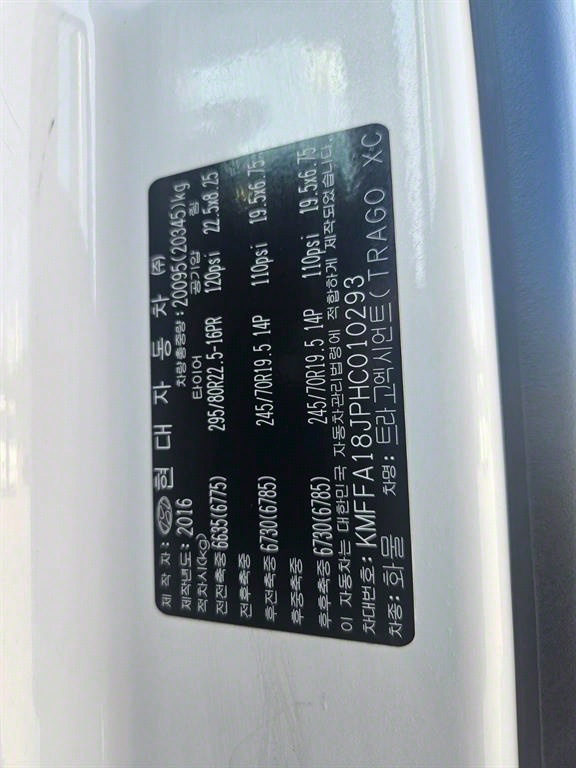 제 작 자: 현 대 자 동 차 (주)
제작년도: 2016 차량총중량: 20095(20345)kg
적차시(kg) 타이어 공기압 림
전전축중 6635(6775) 295/80R22.5-16PR 120psi 22.5x8.25
전후축중
후전축중 6730(6785) 245/70R19.5 14P 110psi 19.5x6.75
후중축중
후후축중 6730(6785) 245/70R19.5 14P 110psi 19.5x6.75
이 자동차는 대한민국 자동차관리법령에 적합하게 제작되었습니다.
차대번호: KMFFA18JPHC010293
차종: 화물 차명: 트라고엑시언트(TRAGO XC